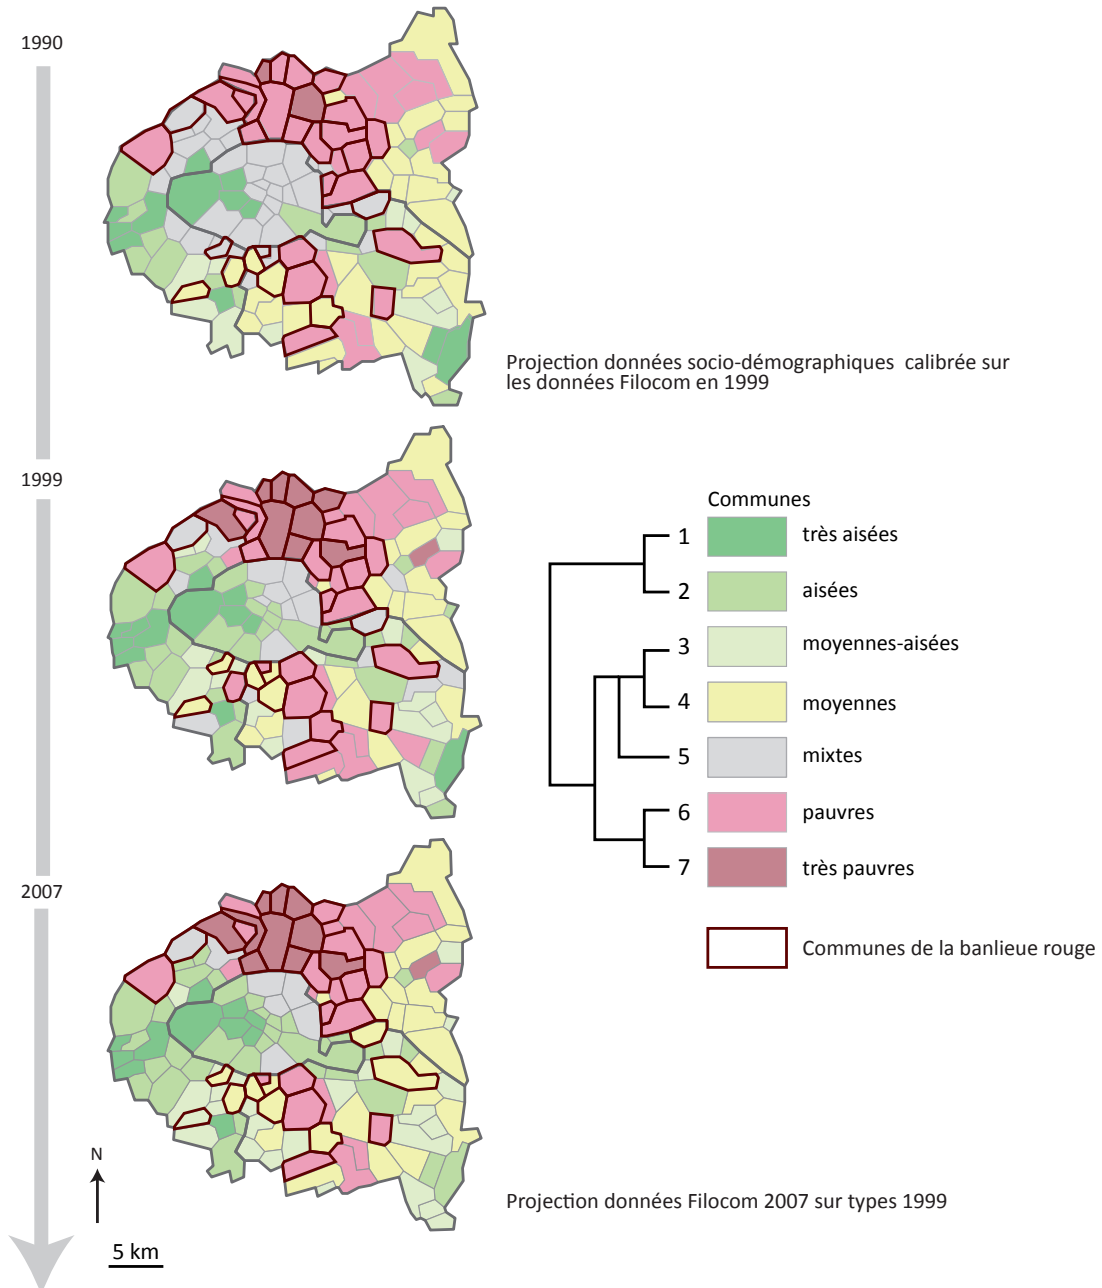 1990
Projection données socio-démographiques calibrée sur
les données Filocom en 1999
1999
Communes
1 très aisées
2 aisées
3 moyennes-aisées
4 moyennes
5 mixtes
6 pauvres
7 très pauvres
Communes de la banlieue rouge
2007
N
5 km
Projection données Filocom 2007 sur types 1999